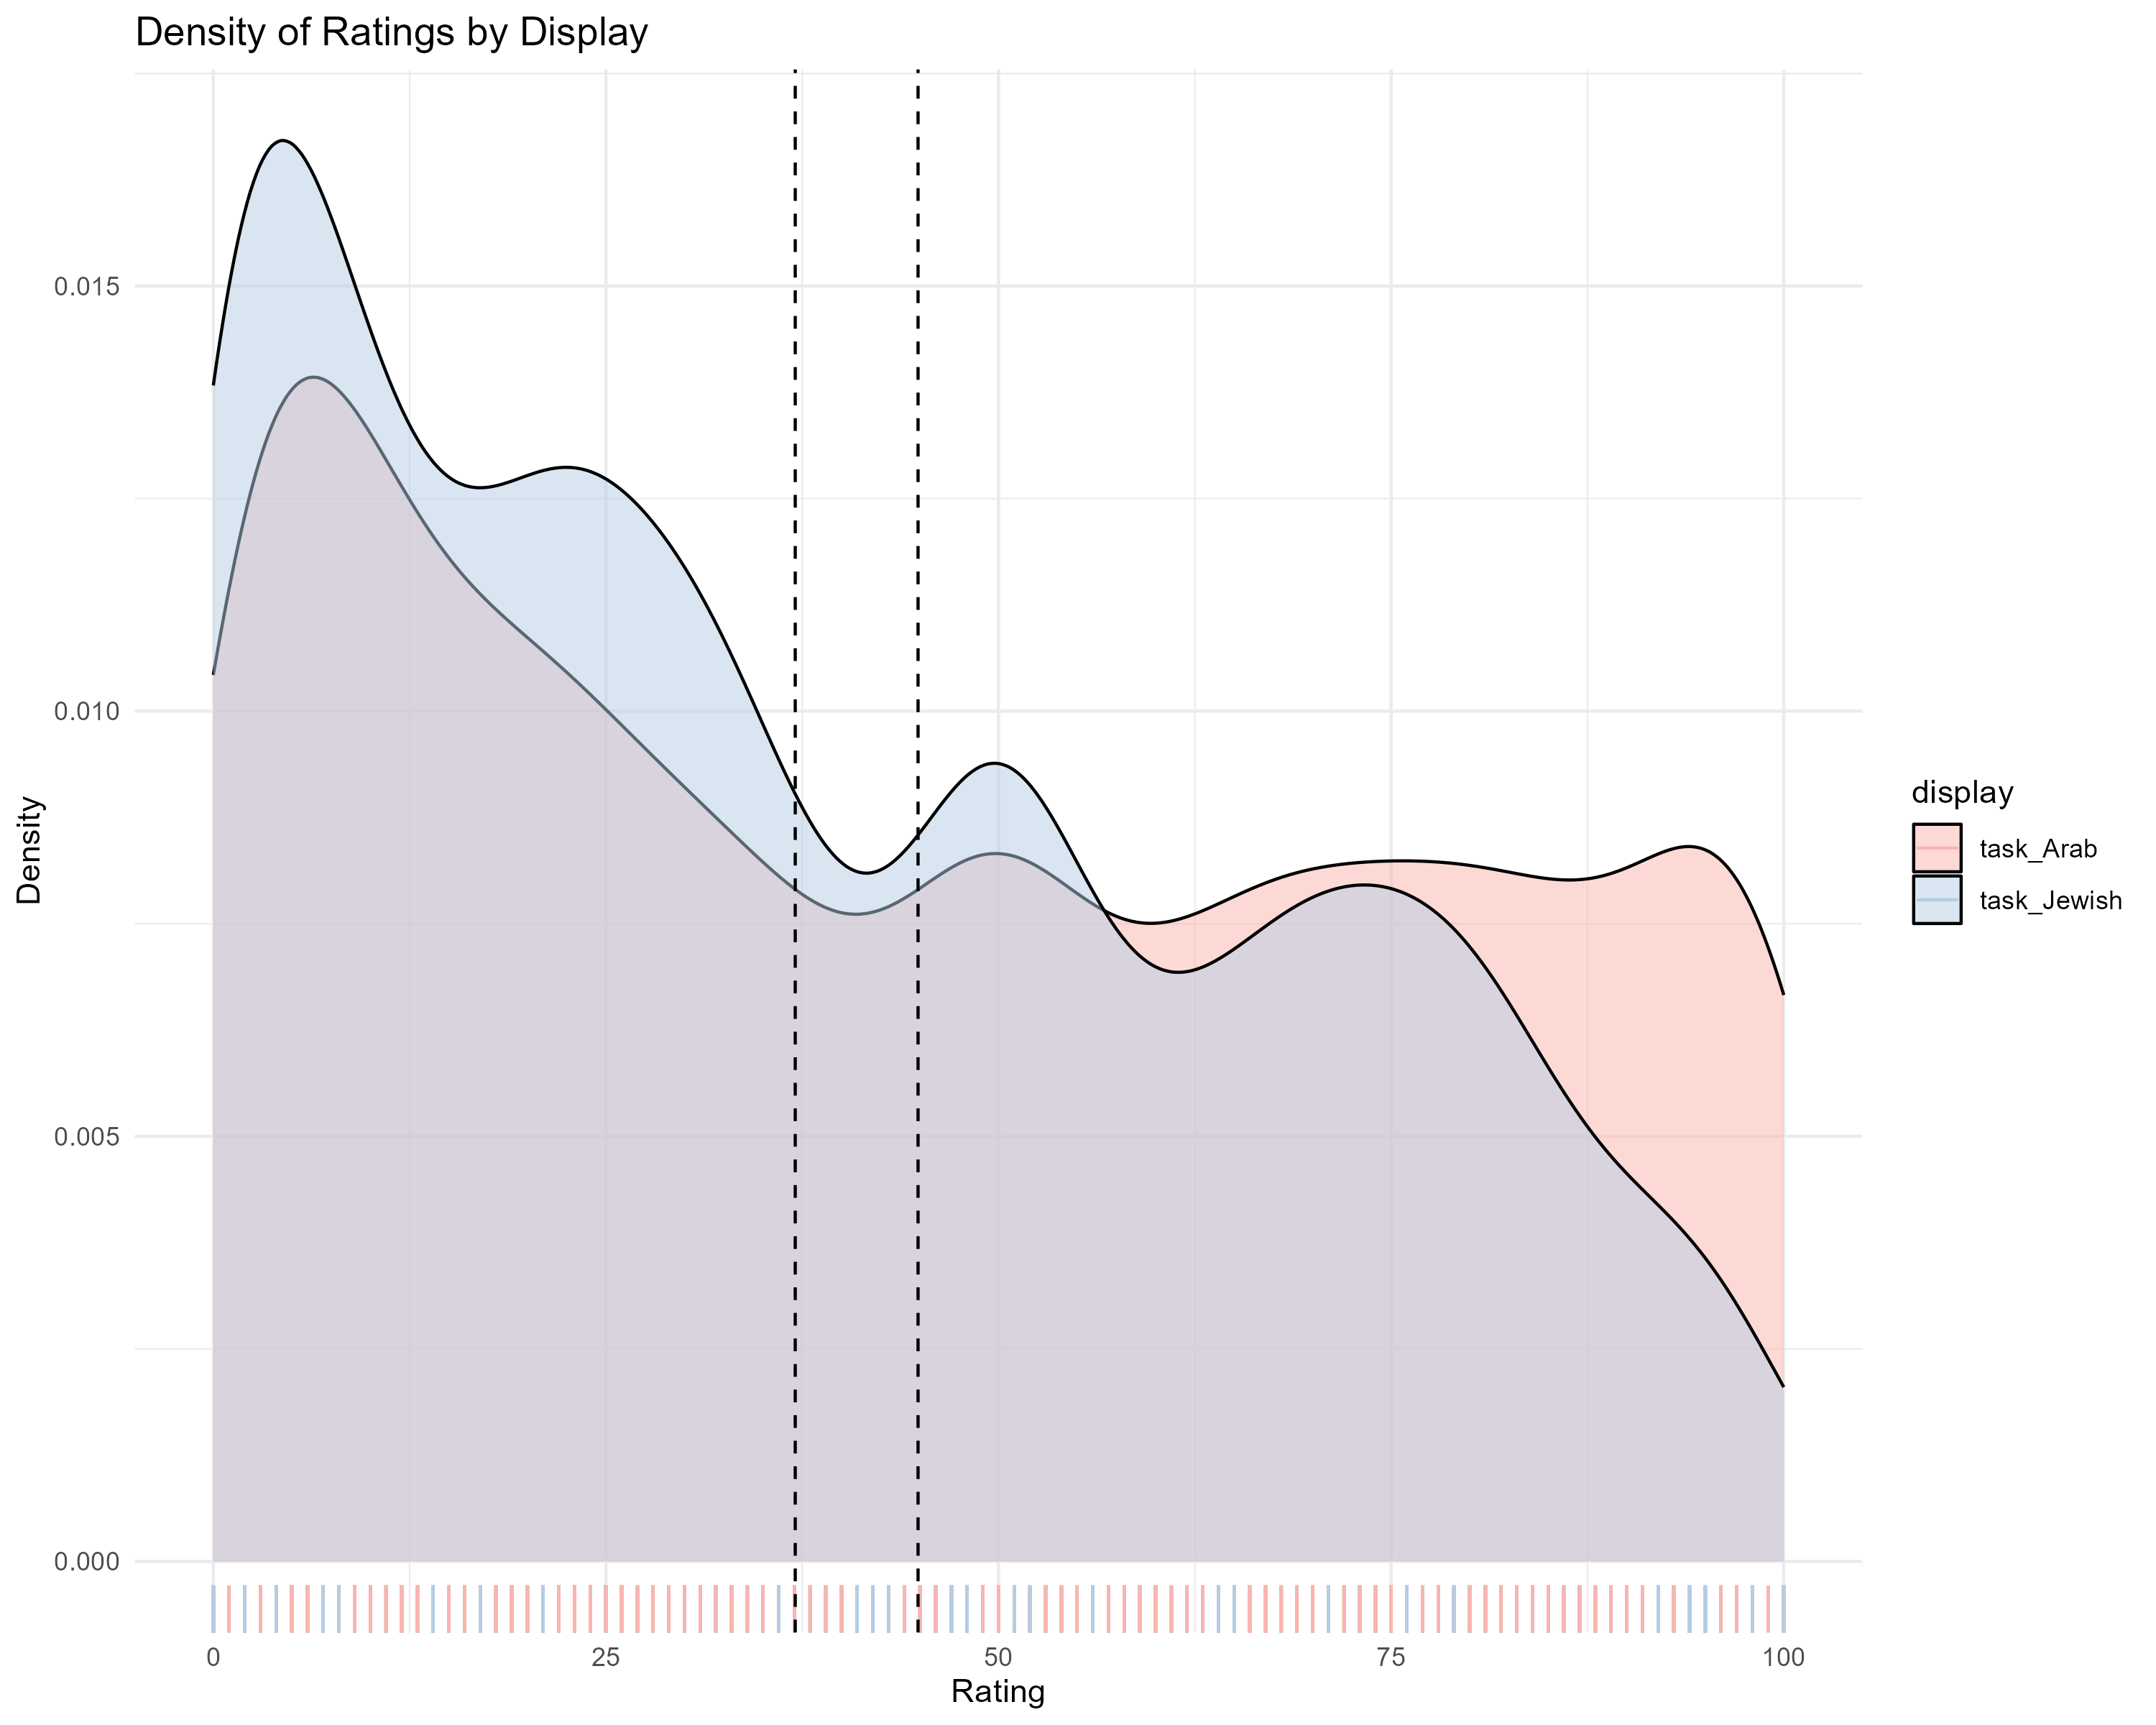 Density of Ratings by Display
0.015
0.010
0.005
0.000
Density
0
25
50
75
100
Rating
display
task_Arab
task_Jewish